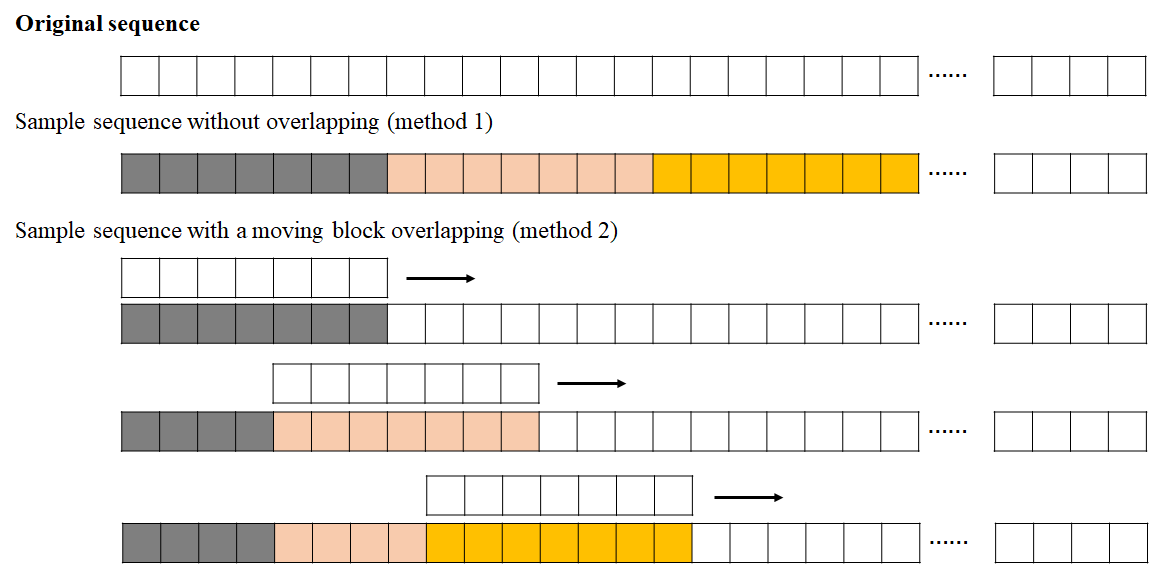 Original sequence
......
Sample sequence without overlapping (method 1)
......
Sample sequence with a moving block overlapping (method 2)
......
......
......